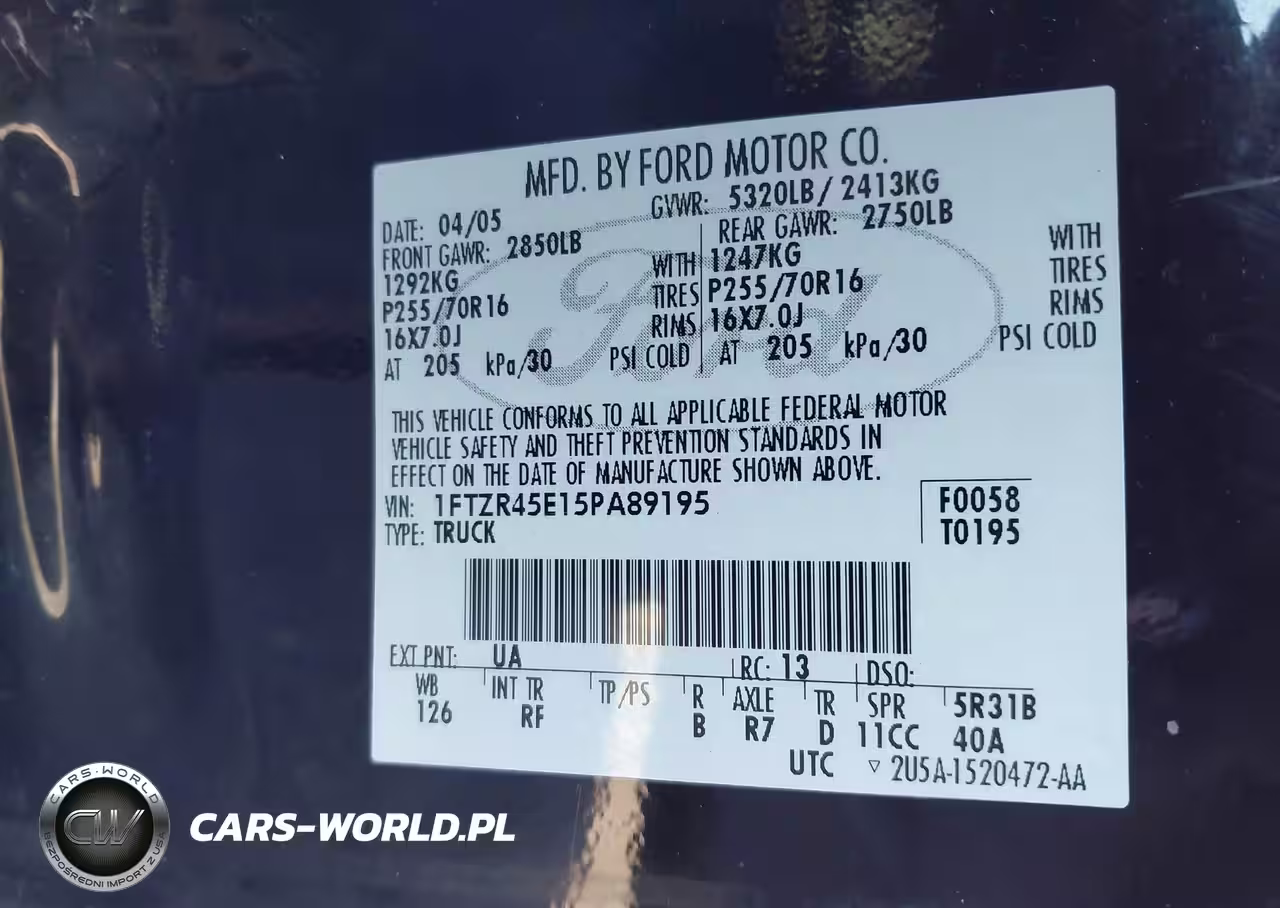 MFD. BY FORD MOTOR CO.
DATE: 04/05 GVWR: 5320LB / 2413KG
FRONT GAWR: 2850LB REAR GAWR: 2750LB
1292KG WITH 1247KG WITH
P255/70R16 TIRES P255/70R16 TIRES
16X7.0J RIMS 16X7.0J RIMS
AT 205 kPa/30 PSI COLD AT 205 kPa/30 PSI COLD
Ford
THIS VEHICLE CONFORMS TO ALL APPLICABLE FEDERAL MOTOR
VEHICLE SAFETY AND THEFT PREVENTION STANDARDS IN
EFFECT ON THE DATE OF MANUFACTURE SHOWN ABOVE.
VIN: 1FTZR45E15PA89195 F0058
TYPE: TRUCK T0195
EXT PNT: UA RC: 13 DSO:
WB INT TR TP/PS R AXLE TR SPR 5R31B
126 RF B R7 D 11CC 40A
UTC ▽ 2U5A-1520472-AA
CARS-WORLD
CW
BEZPOŚREDNI IMPORT Z USA
CARS-WORLD.PL